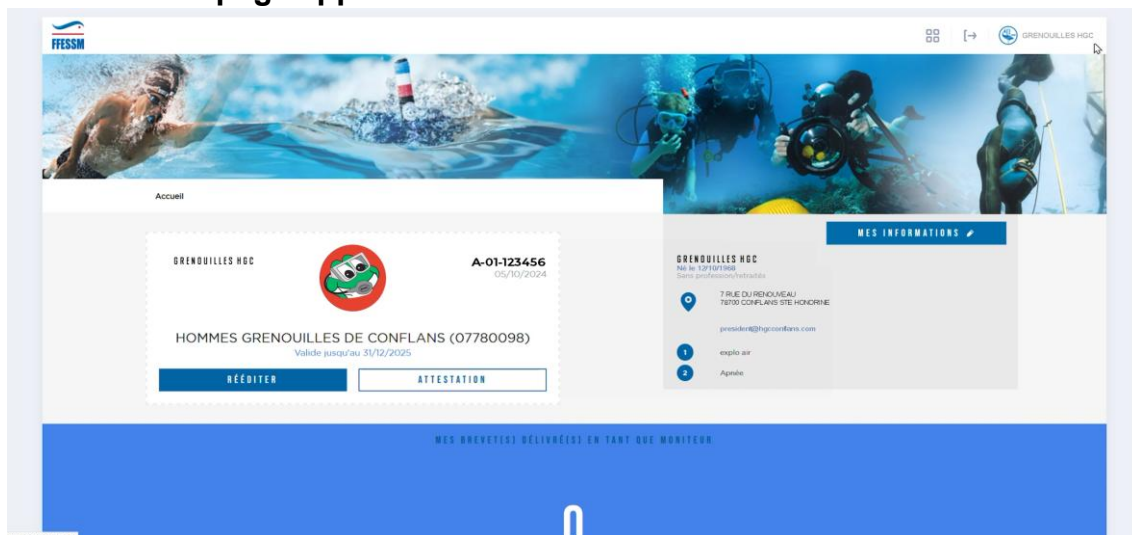 FFESSM
GRENOUILLES HGC
Accueil
MES INFORMATIONS
GRENOUILLES HGC
A-01-123456
05/10/2024
HOMMES GRENOUILLES DE CONFLANS (07780098)
Valide jusqu'au 31/12/2025
RÉÉDITER
ATTESTATION
GRENOUILLES HGC
Né le 12/10/1968
Sans profession/retraités
7 RUE DU RENOUVEAU
78700 CONFLANS STE HONORINE
president@hgcconflans.com
1 explo air
2 Apnée
MES BREVET(S) DÉLIVRÉ(S) EN TANT QUE MONITEUR
0